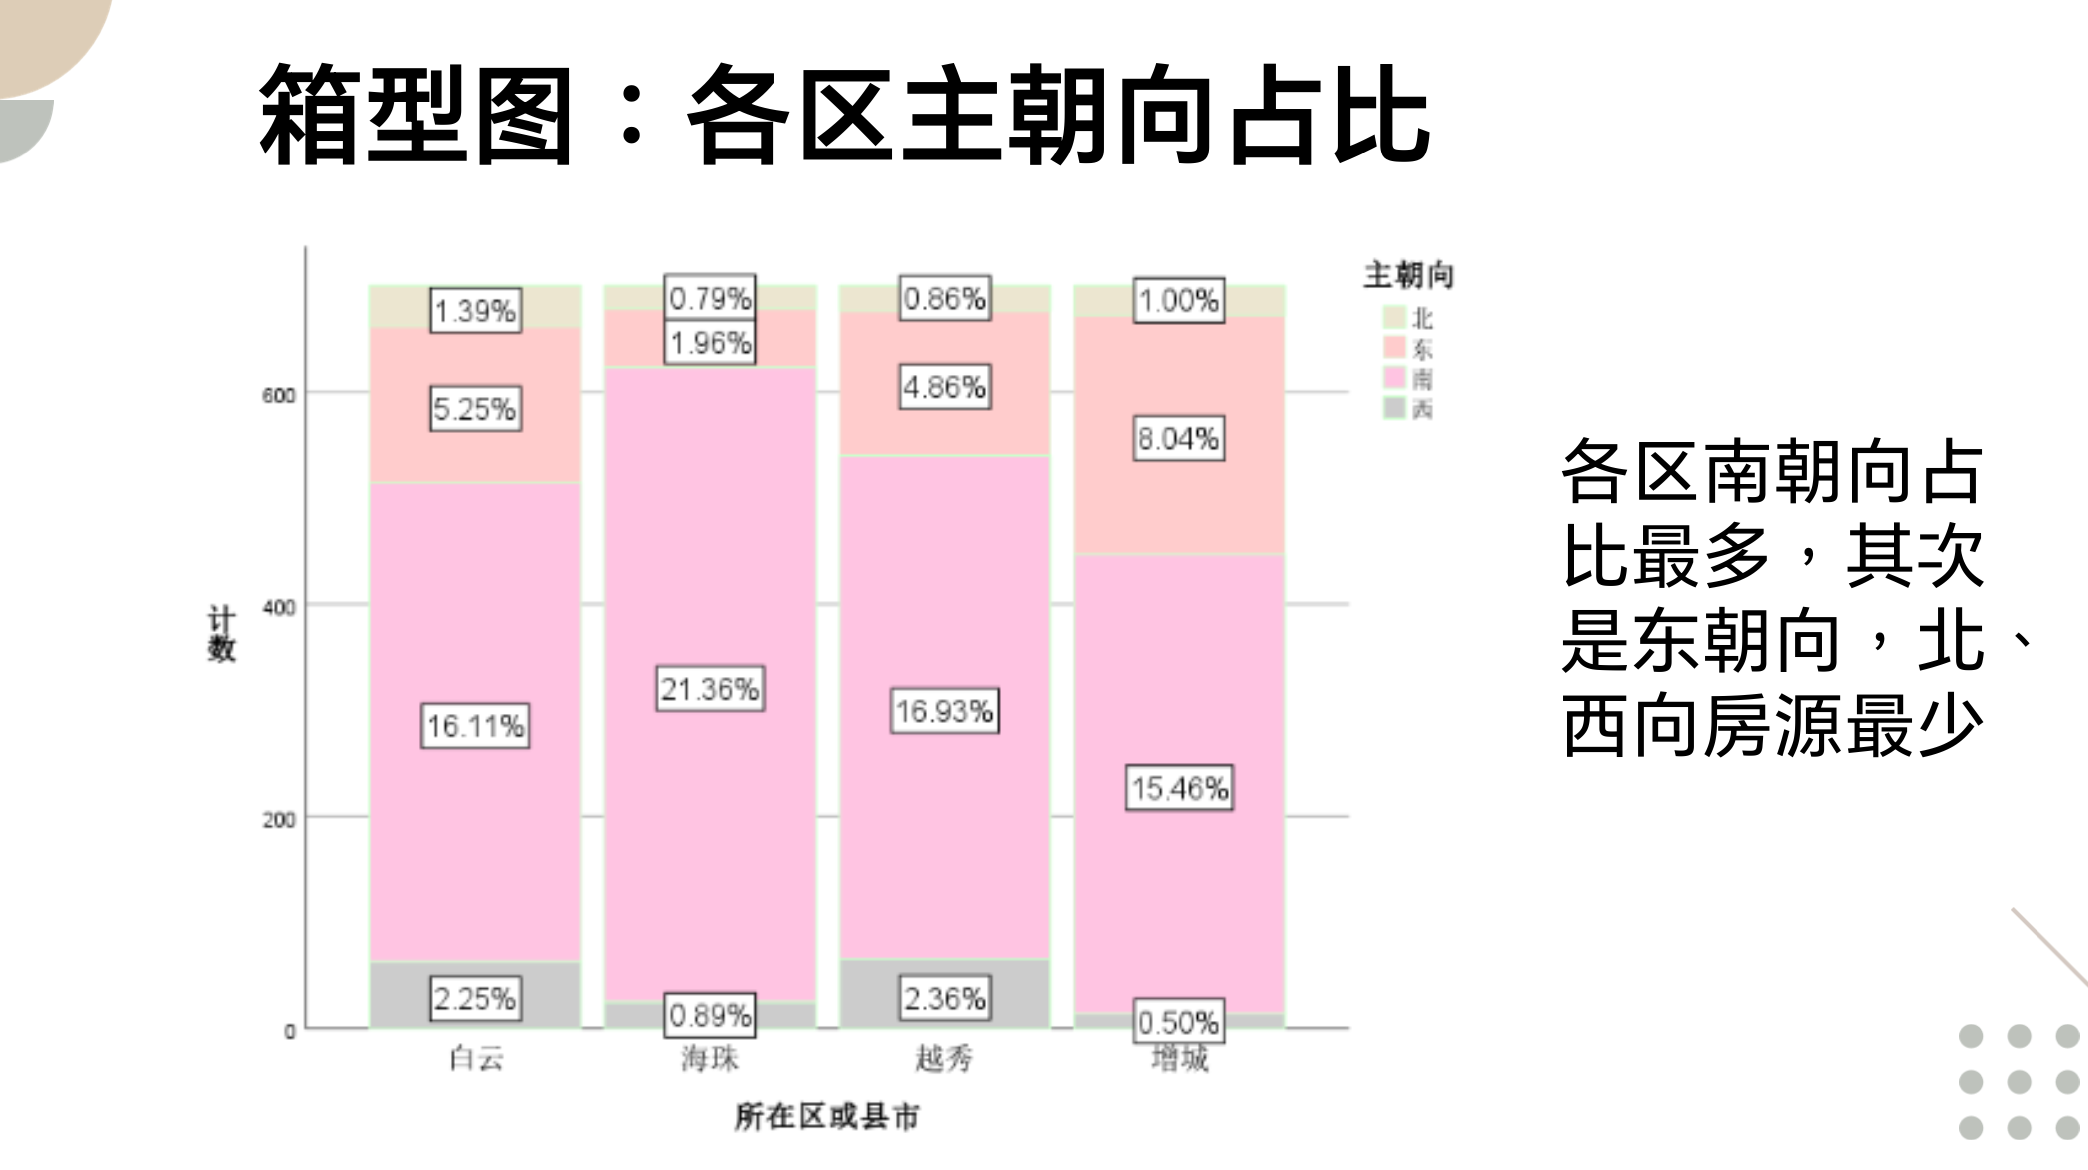 箱型图：各区主朝向占比
主朝向
北
东
南
西
计数
600
400
200
0
1.39%
5.25%
16.11%
2.25%
0.79%
1.96%
21.36%
0.89%
0.86%
4.86%
16.93%
2.36%
1.00%
8.04%
15.46%
0.50%
白云
海珠
越秀
增城
所在区或县市
各区南朝向占
比最多，其次
是东朝向，北、
西向房源最少